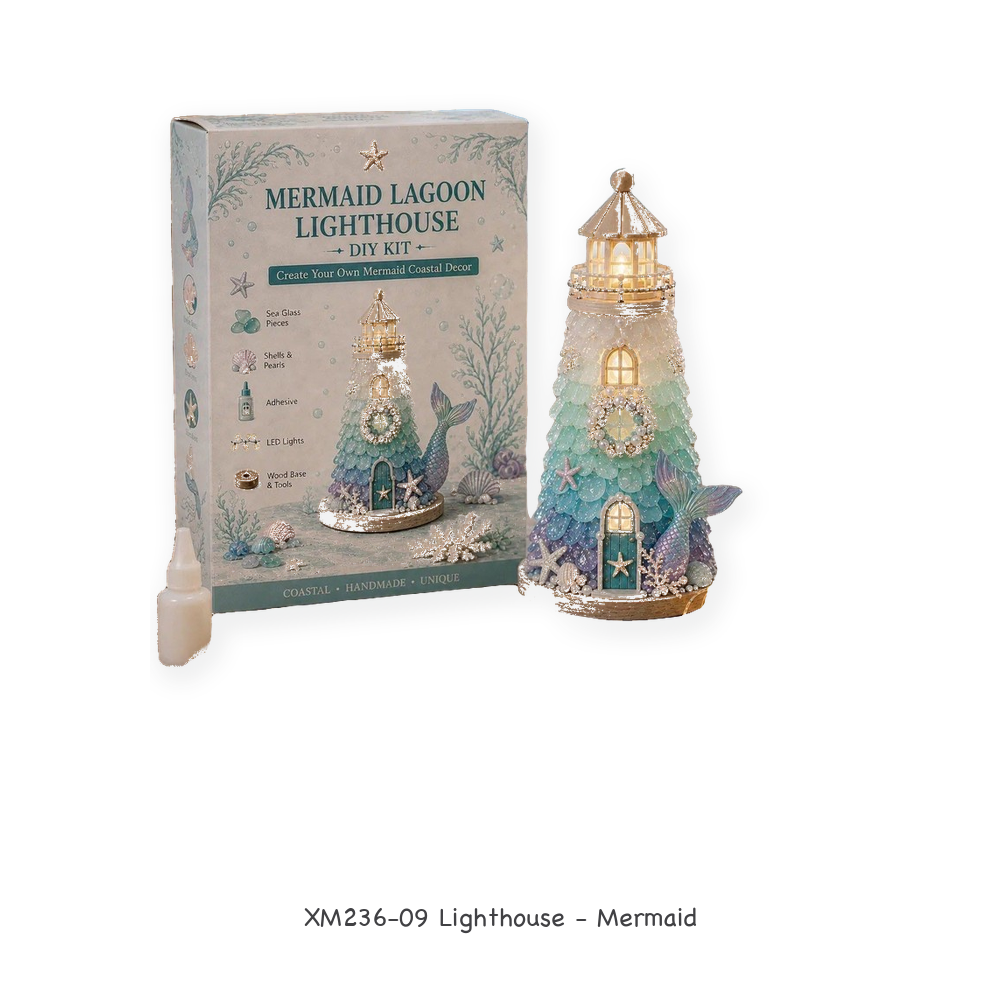 MERMAID LAGOON
LIGHTHOUSE
DIY KIT
Create Your Own Mermaid Coastal Decor
Sea Glass
Pieces
Shells &
Pearls
Adhesive
LED Lights
Wood Base
& Tools
COASTAL • HANDMADE • UNIQUE
XM236-09 Lighthouse - Mermaid